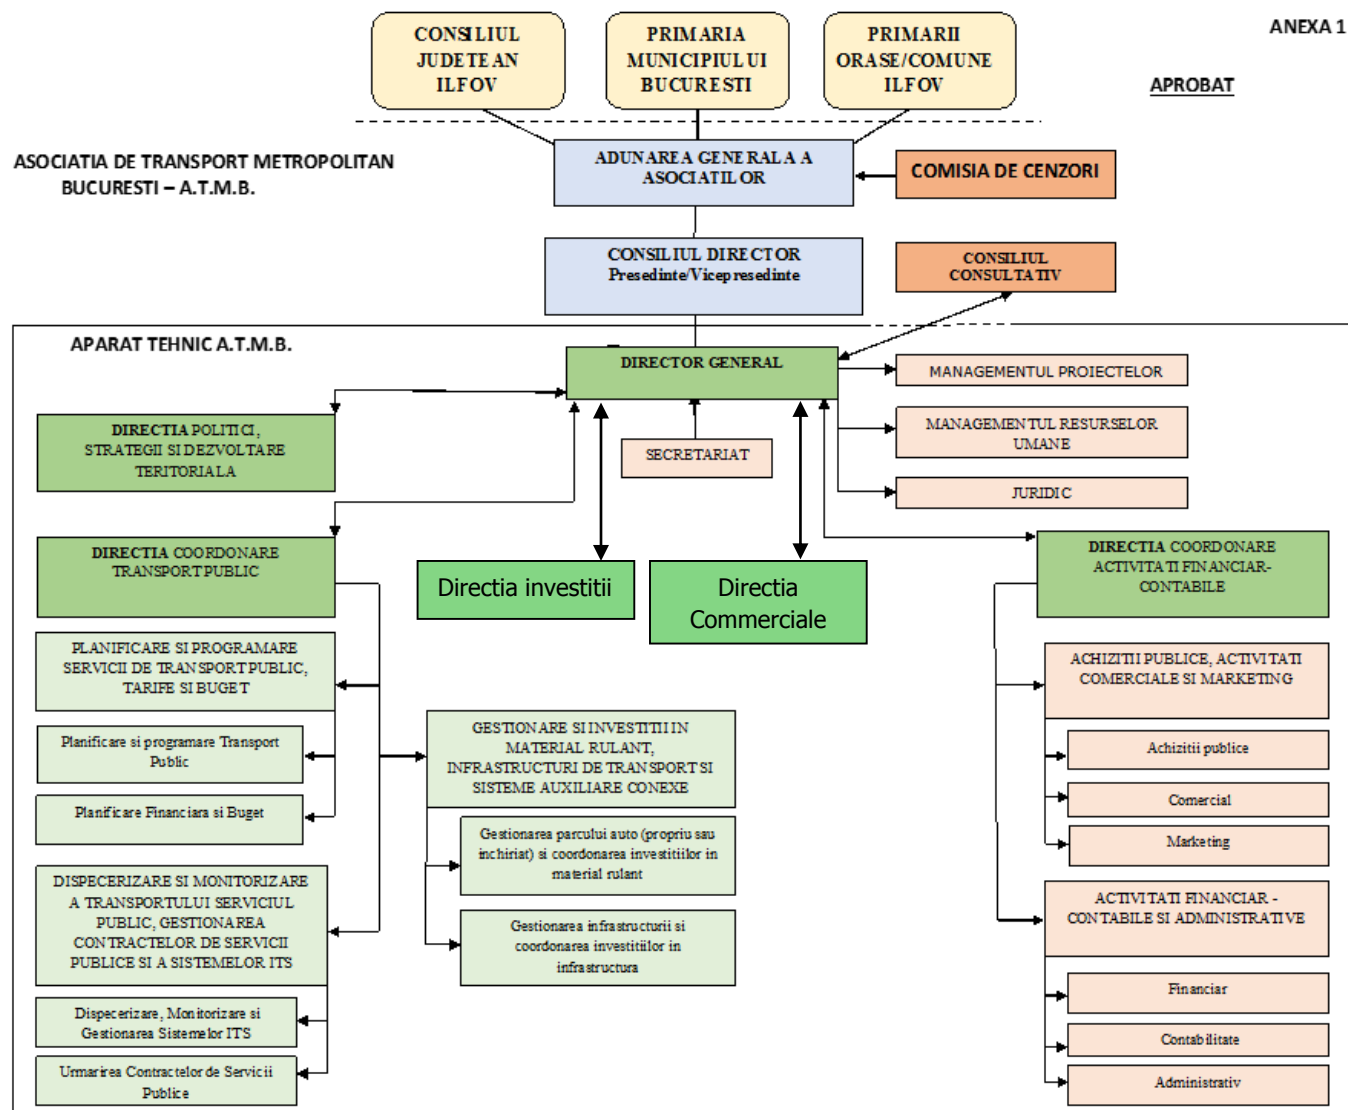 CONSILIUL
JUDETEAN
ILFOV
PRIMARIA
MUNICIPIULUI
BUCURESTI
PRIMARII
ORASE/COMUNE
ILFOV
ANEXA 1
APROBAT
ASOCIATIA DE TRANSPORT METROPOLITAN
BUCURESTI – A.T.M.B.
ADUNAREA GENERALA A
ASOCIATILOR
COMISIA DE CENZORI
CONSILIUL DIRECTOR
Presedinte/Vicepresedinte
CONSILIUL
CONSULTATIV
APARAT TEHNIC A.T.M.B.
DIRECTOR GENERAL
MANAGEMENTUL PROIECTELOR
MANAGEMENTUL RESURSELOR
UMANE
JURIDIC
SECRETARIAT
DIRECTIA POLITICI,
STRATEGII SI DEZVOLTARE
TERITORIALA
DIRECTIA COORDONARE
TRANSPORT PUBLIC
Directia investitii
Directia
Commerciale
DIRECTIA COORDONARE
ACTIVITATI FINANCIAR-
CONTABILE
PLANIFICARE SI PROGRAMARE
SERVICII DE TRANSPORT PUBLIC,
TARIFE SI BUGET
Planificare si programare Transport
Public
Planificare Financiara si Buget
DISPECERIZARE SI MONITORIZARE
A TRANSPORTULUI SERVICIUL
PUBLIC, GESTIONAREA
CONTRACTELOR DE SERVICII
PUBLICE SI A SISTEMELOR ITS
Dispecerizare, Monitorizare si
Gestionarea Sistemelor ITS
Urmarirea Contractelor de Servicii
Publice
GESTIONARE SI INVESTITII IN
MATERIAL RULANT,
INFRASTRUCTURI DE TRANSPORT SI
SISTEME AUXILIARE CONEXE
Gestionarea parcului auto (propriu sau
inchiriat) si coordonarea investitiilor in
material rulant
Gestionarea infrastructurii si
coordonarea investitiilor in
infrastructura
ACHIZITII PUBLICE, ACTIVITATI
COMERCIALE SI MARKETING
Achizitii publice
Comercial
Marketing
ACTIVITATI FINANCIAR -
CONTABILE SI ADMINISTRATIVE
Financiar
Contabilitate
Administrativ